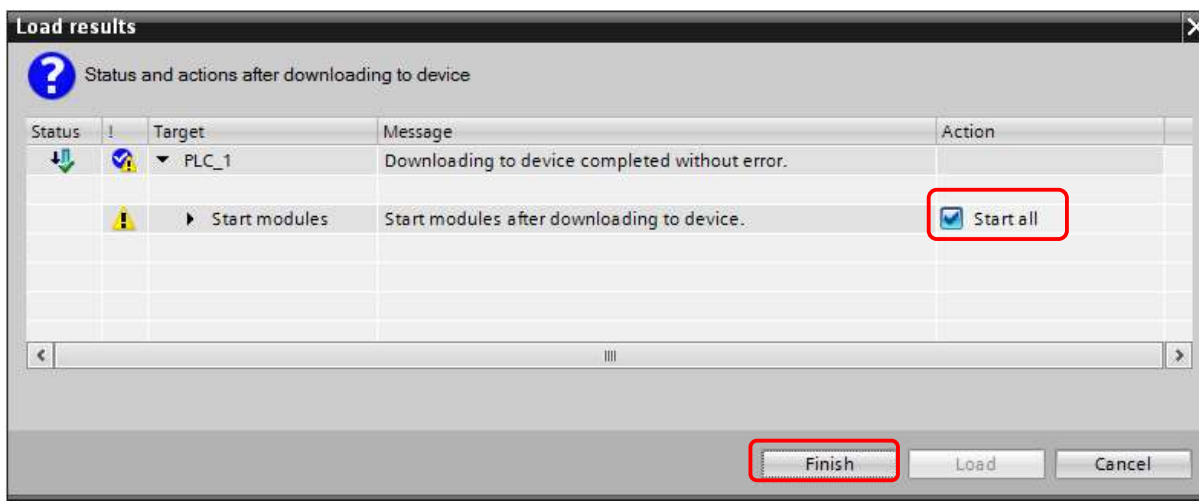 Load results
Status and actions after downloading to device
Status ! Target Message Action
PLC_1 Downloading to device completed without error.
Start modules Start modules after downloading to device. Start all
Finish Load Cancel